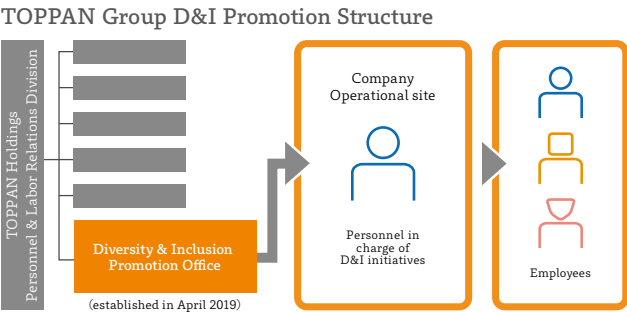 TOPPAN Group D&I Promotion Structure
TOPPAN Holdings
Personnel & Labor Relations Division
Diversity & Inclusion
Promotion Office
(established in April 2019)
Company
Operational site
Personnel in
charge of
D&I initiatives
Employees